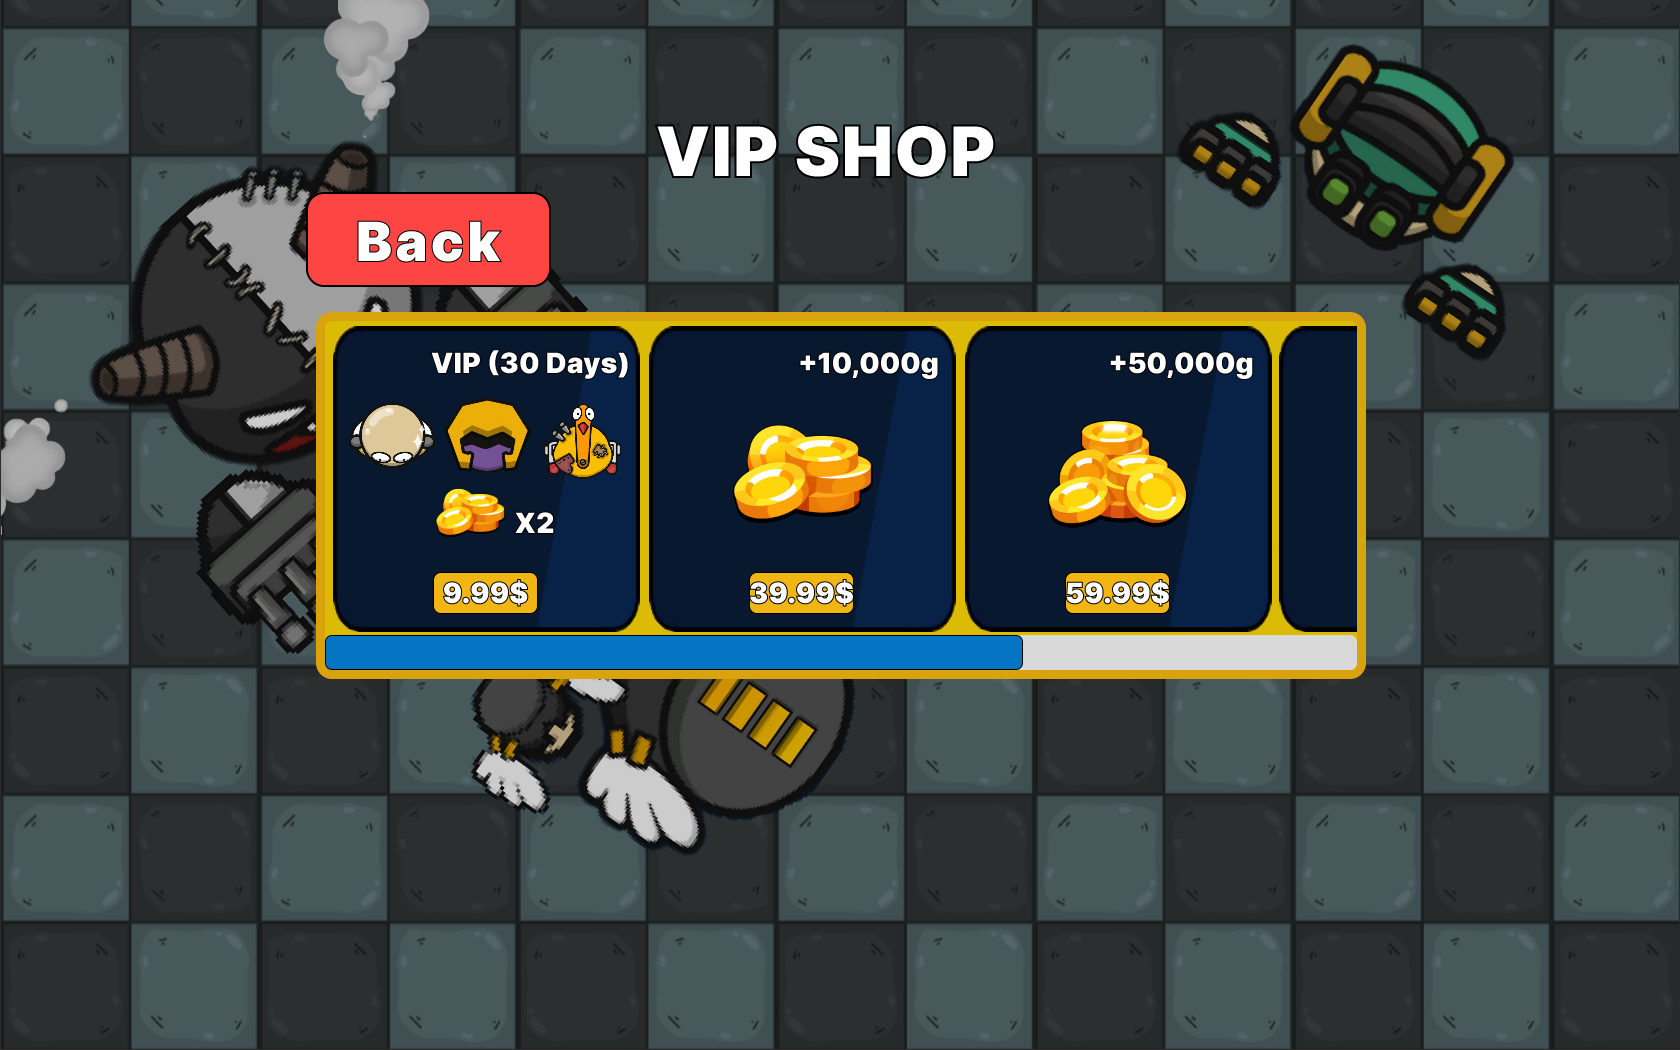 VIP SHOP
Back
VIP (30 Days)
X2
9.99$
+10,000g
39.99$
+50,000g
59.99$